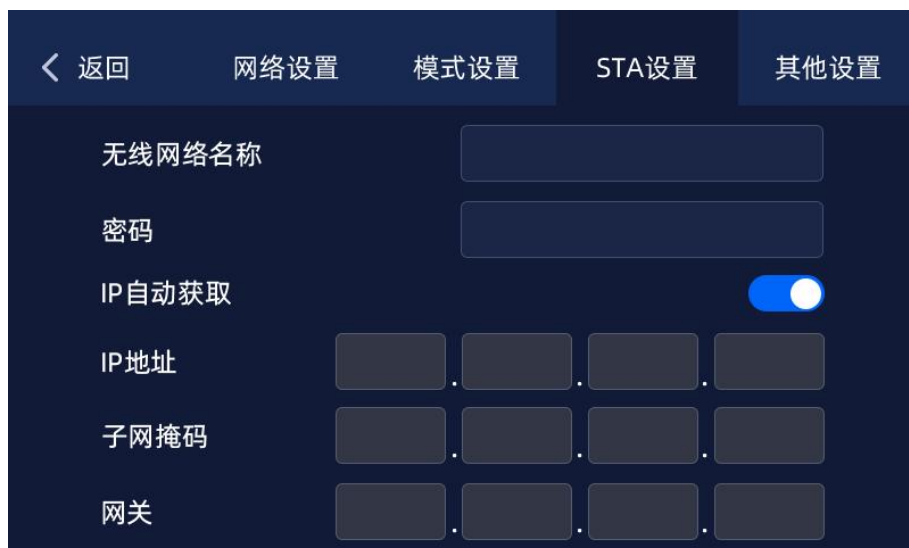 返回 网络设置 模式设置 STA设置 其他设置
无线网络名称
密码
IP自动获取
IP地址 . . .
子网掩码 . . .
网关 . . .